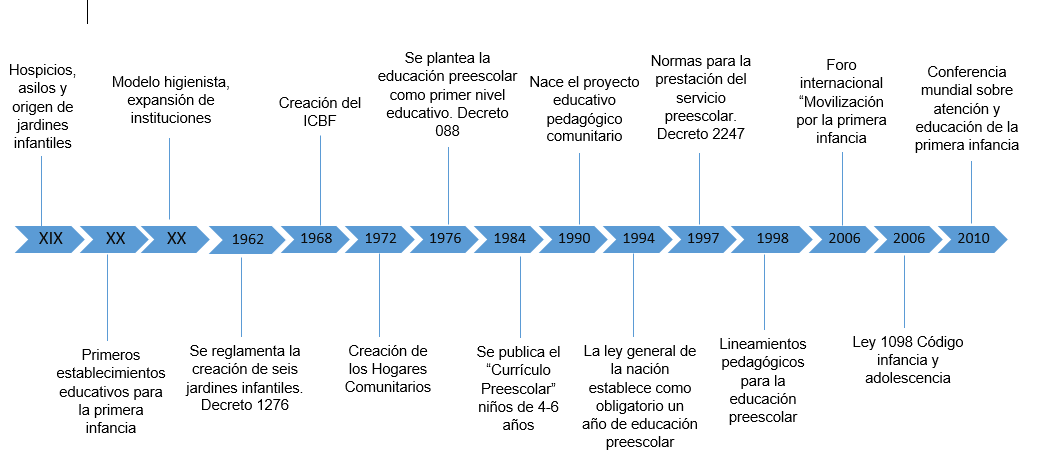 Hospicios,
asilos y
origen de
jardines
infantiles
Modelo higienista,
expansión de
instituciones
Creación del
ICBF
Se plantea la
educación preescolar
como primer nivel
educativo. Decreto
088
Nace el proyecto
educativo
pedagógico
comunitario
Normas para la
prestación del
servicio
preescolar.
Decreto 2247
Foro
internacional
“Movilización
por la primera
infancia
Conferencia
mundial sobre
atención y
educación de la
primera infancia
XIX XX XX 1962 1968 1972 1976 1984 1990 1994 1997 1998 2006 2006 2010
Primeros
establecimientos
educativos para
la primera
infancia
Se reglamenta la
creación de seis
jardines infantiles.
Decreto 1276
Creación de
los Hogares
Comunitarios
Se publica el
“Currículo
Preescolar”
niños de 4-6
años
La ley general de
la nación
establece como
obligatorio un
año de educación
preescolar
Lineamientos
pedagógicos
para la
educación
preescolar
Ley 1098 Código
infancia y
adolescencia